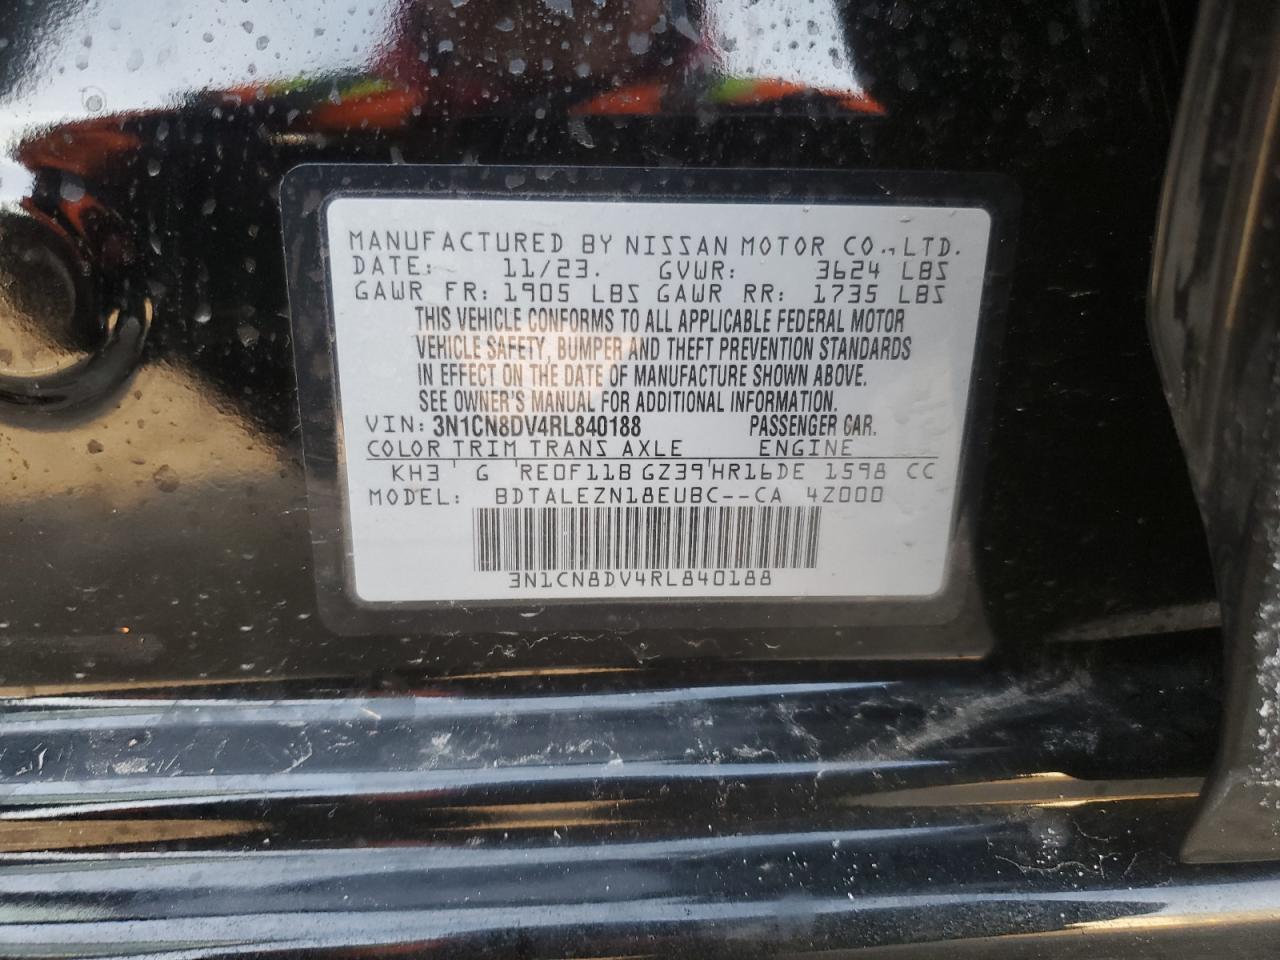 MANUFACTURED BY NISSAN MOTOR CO.,LTD.
DATE: 11/23. GVWR: 3624 LBS
GAWR FR: 1905 LBS GAWR RR: 1735 LBS
THIS VEHICLE CONFORMS TO ALL APPLICABLE FEDERAL MOTOR
VEHICLE SAFETY, BUMPER AND THEFT PREVENTION STANDARDS
IN EFFECT ON THE DATE OF MANUFACTURE SHOWN ABOVE.
SEE OWNER'S MANUAL FOR ADDITIONAL INFORMATION.
VIN: 3N1CN8DV4RL840188 PASSENGER CAR.
COLOR TRIM TRANS AXLE ENGINE
KH3 ' G 'RE0F11B GZ39'HR16DE 1598 CC
MODEL: BDTALEZN18EUBC--CA 4Z000
3N1CN8DV4RL840188